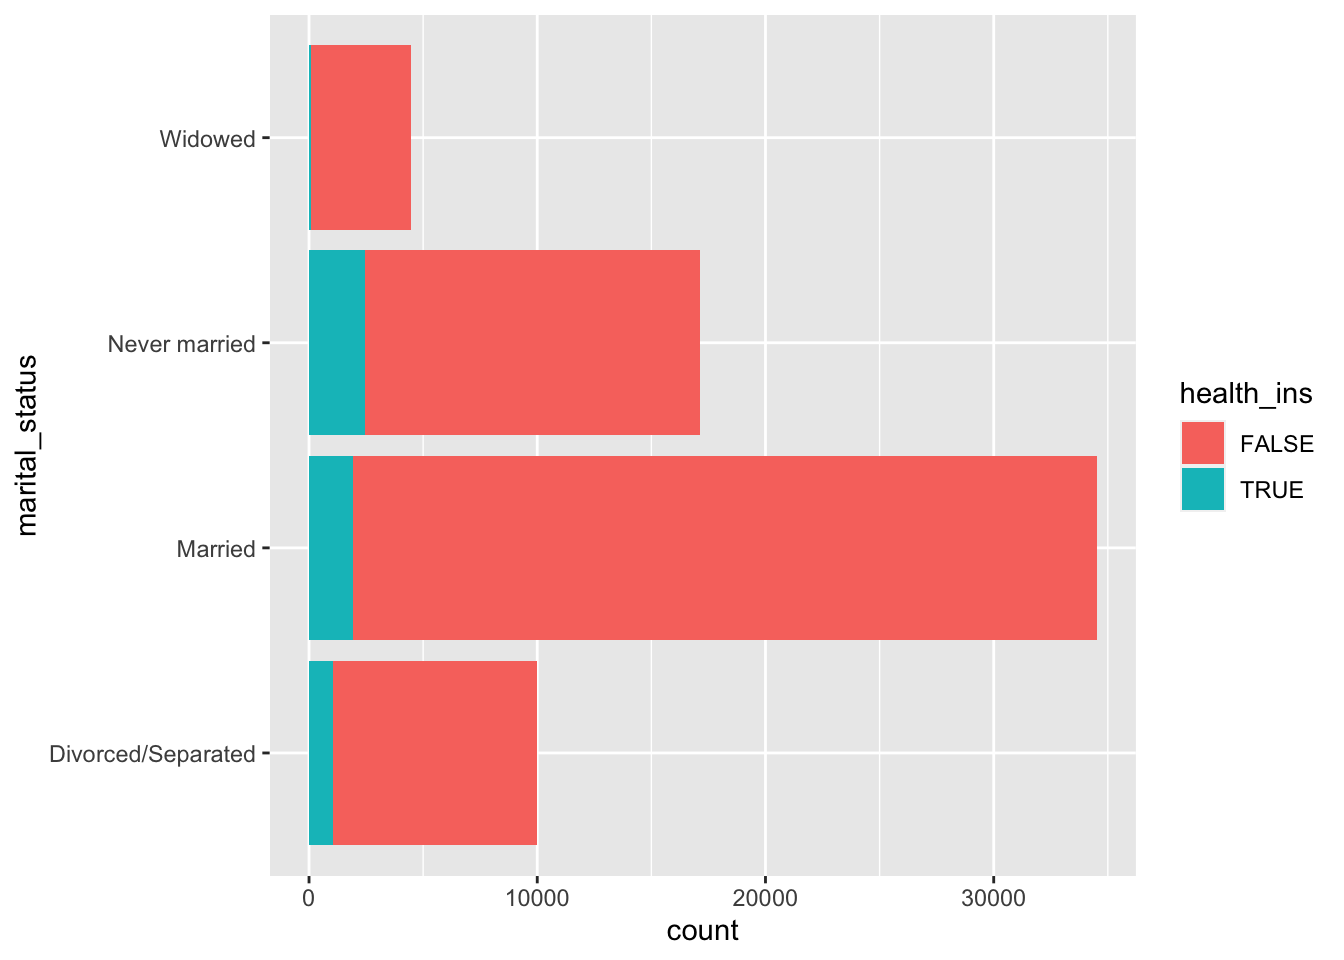 marital_status
Widowed
Never married
Married
Divorced/Separated
0 10000 20000 30000
count
health_ins
FALSE
TRUE